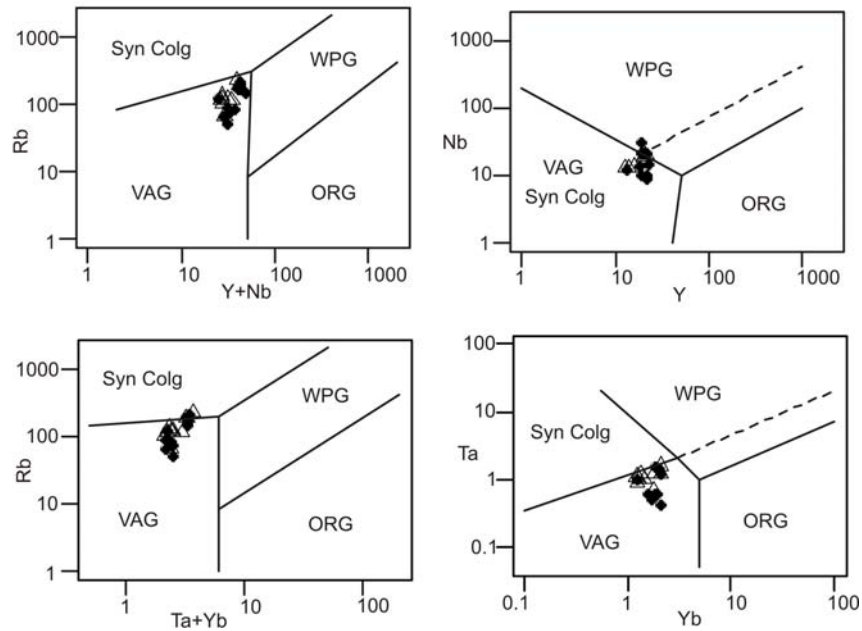 1000
Syn Colg
WPG
100
Rb
10
VAG
ORG
1
1
10
100
1000
Y+Nb
1000
WPG
100
Nb
VAG
10
Syn Colg
ORG
1
1
10
100
1000
Y
1000
Syn Colg
WPG
100
Rb
10
VAG
ORG
1
1
10
100
Ta+Yb
100
WPG
10
Syn Colg
Ta
1
VAG
ORG
0.1
0.1
1
10
100
Yb